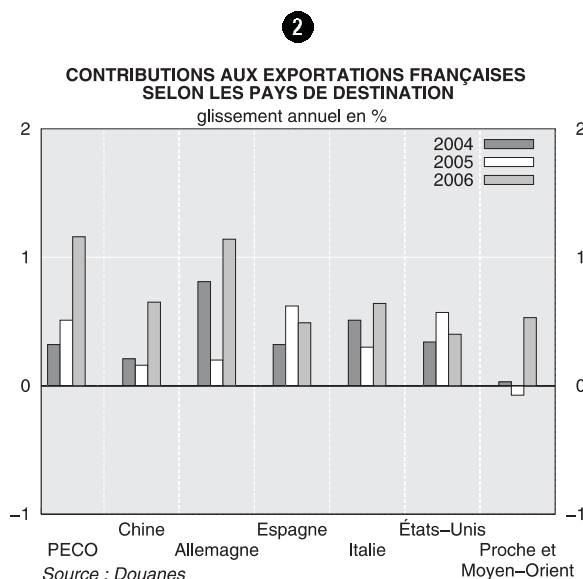 2
CONTRIBUTIONS AUX EXPORTATIONS FRANÇAISES
SELON LES PAYS DE DESTINATION
glissement annuel en %
2 2
2004
2005
2006
1 1
0 0
–1 –1
Chine Espagne États–Unis
PECO Allemagne Italie Proche et
Moyen–Orient
Source : Douanes